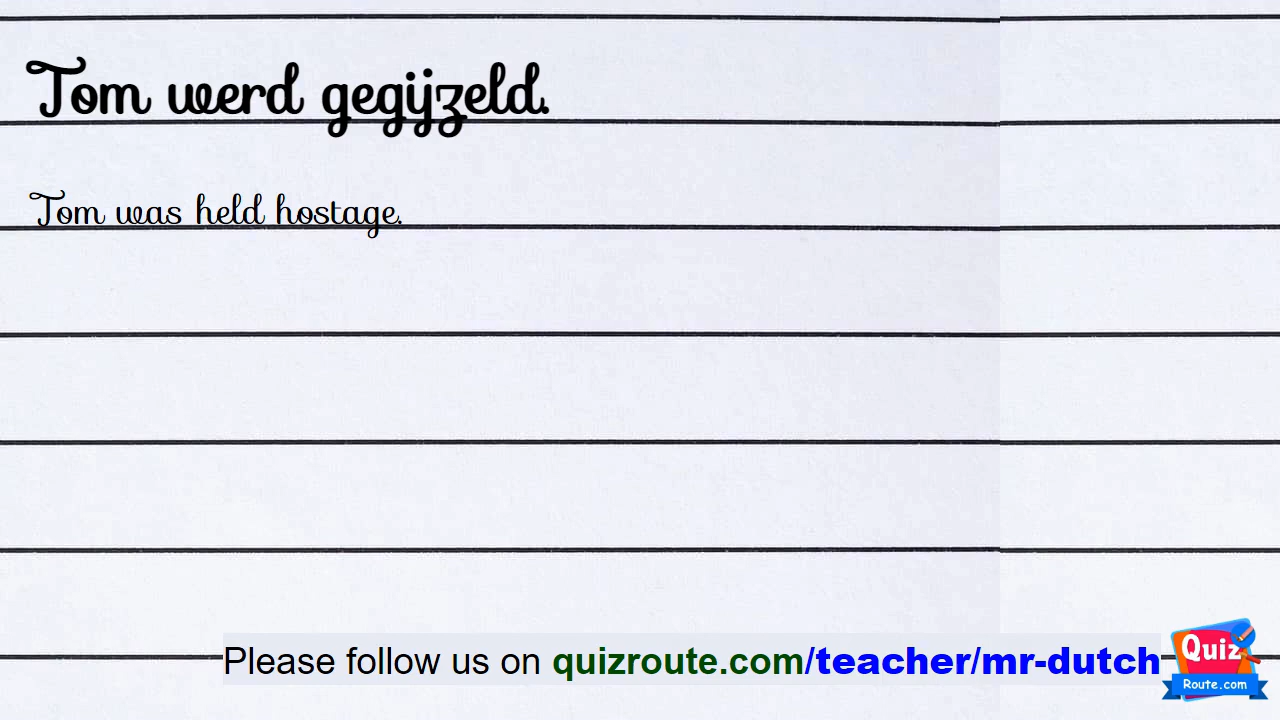 Tom werd gegijzeld.
Tom was held hostage.
Please follow us on quizroute.com/teacher/mr-dutch
Quiz
Route.com